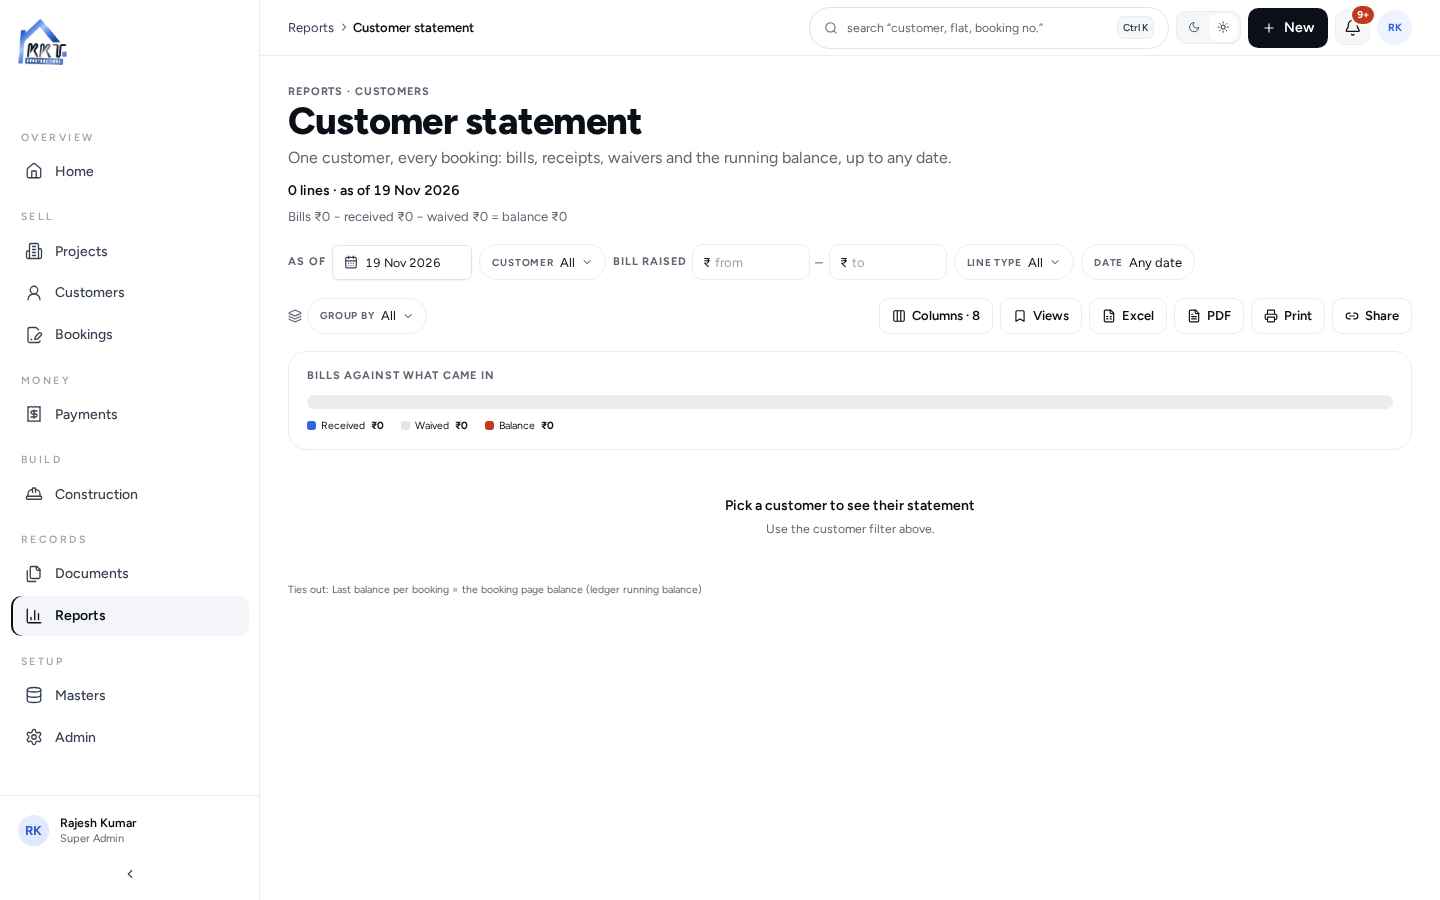 RKT
CONSTRUCTIONS
Reports > Customer statement
search “customer, flat, booking no.”
Ctrl K
New
9+
RK
OVERVIEW
Home
SELL
Projects
Customers
Bookings
MONEY
Payments
BUILD
Construction
RECORDS
Documents
Reports
SETUP
Masters
Admin
RK
Rajesh Kumar
Super Admin
REPORTS · CUSTOMERS
Customer statement
One customer, every booking: bills, receipts, waivers and the running balance, up to any date.
0 lines · as of 19 Nov 2026
Bills ₹0 − received ₹0 − waived ₹0 = balance ₹0
AS OF 19 Nov 2026 CUSTOMER All BILL RAISED ₹ from — ₹ to LINE TYPE All DATE Any date
GROUP BY All Columns · 8 Views Excel PDF Print Share
BILLS AGAINST WHAT CAME IN
Received ₹0 Waived ₹0 Balance ₹0
Pick a customer to see their statement
Use the customer filter above.
Ties out: Last balance per booking = the booking page balance (ledger running balance)